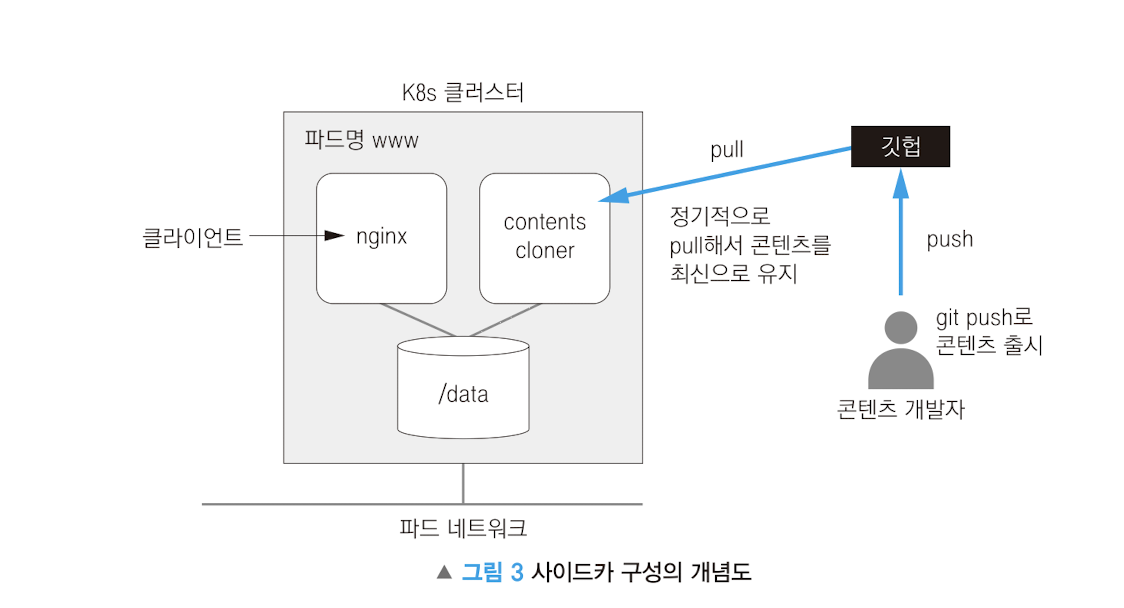 K8s 클러스터
파드명 www
클라이언트
nginx
contents
cloner
/data
pull
정기적으로
pull해서 콘텐츠를
최신으로 유지
깃헙
push
git push로
콘텐츠 출시
콘텐츠 개발자
파드 네트워크
▲ 그림 3 사이드카 구성의 개념도